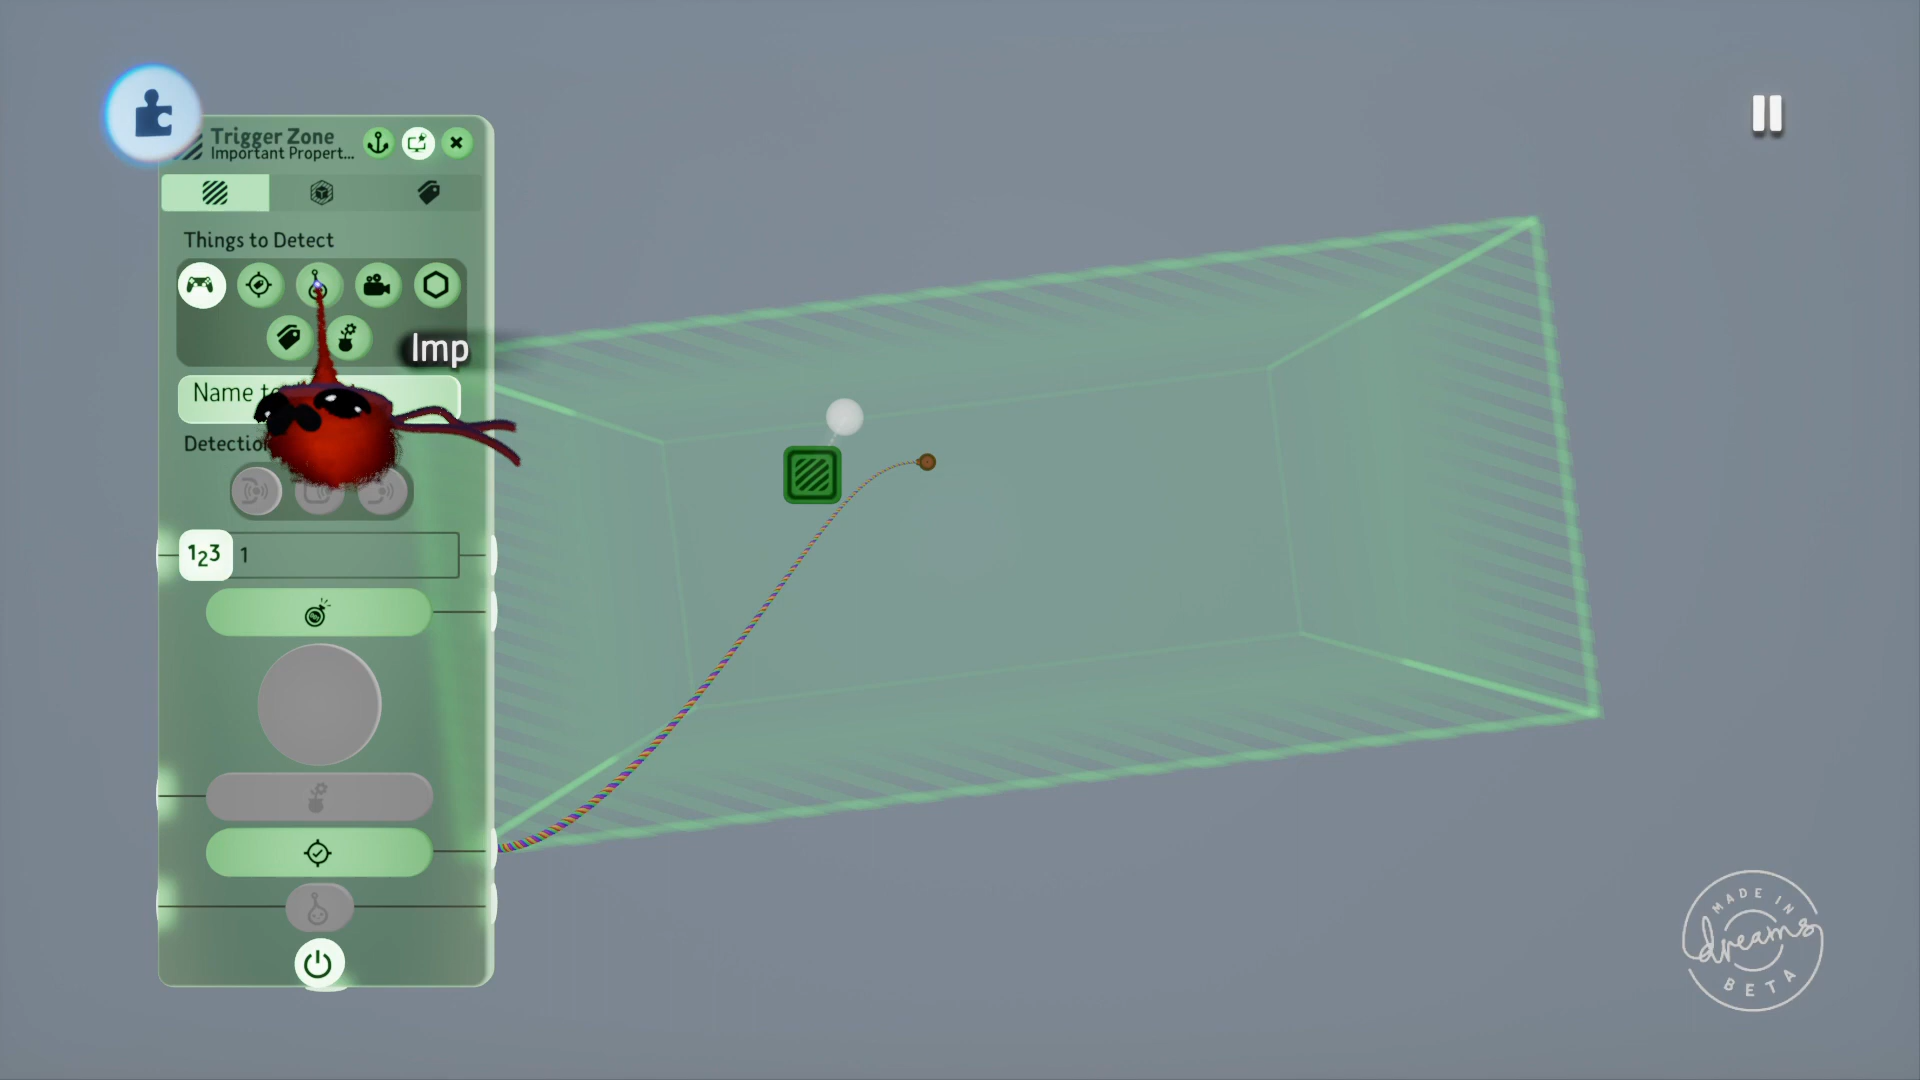 Trigger Zone
Important Propert...
Things to Detect
Imp
Name
Detectio
123
1
MADE IN
dreams
BETA